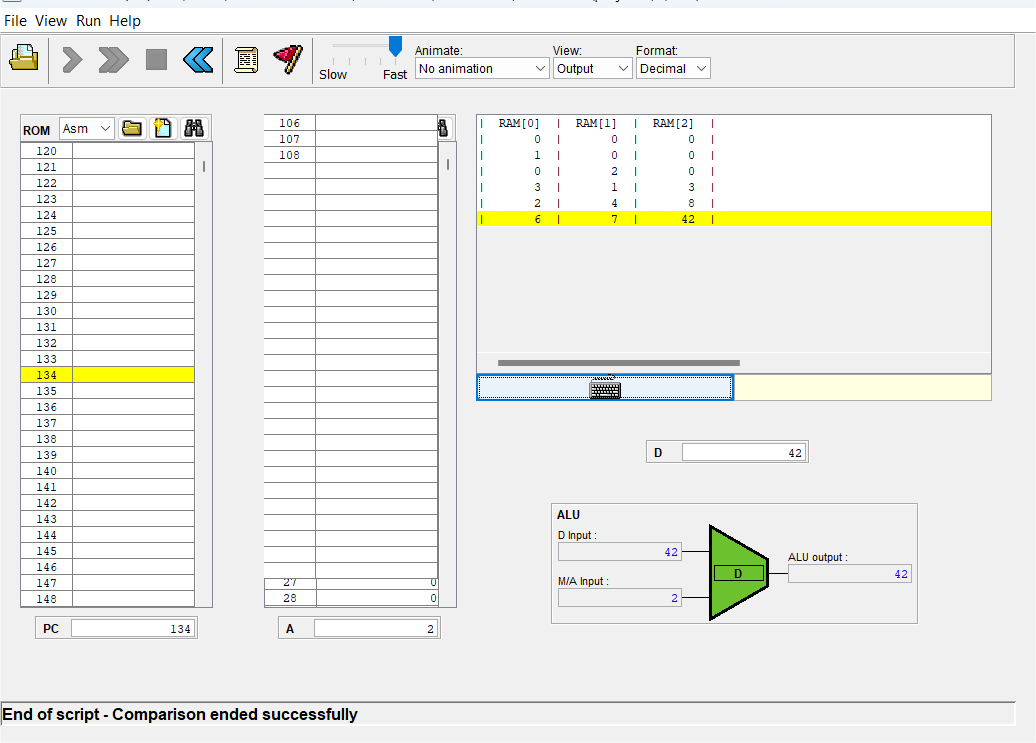 File View Run Help
Animate: View: Format:
Slow Fast No animation Output Decimal
ROM Asm
120
121
122
123
124
125
126
127
128
129
130
131
132
133
134
135
136
137
138
139
140
141
142
143
144
145
146
147
148
PC 134
106
107
108
27 0
28 0
A 2
| RAM[0] | RAM[1] | RAM[2] |
| 0 | 0 | 0 |
| 1 | 0 | 0 |
| 0 | 2 | 0 |
| 3 | 1 | 3 |
| 2 | 4 | 8 |
| 6 | 7 | 42 |
D 42
ALU
D Input :
42
M/A Input :
2
D
ALU output :
42
End of script - Comparison ended successfully